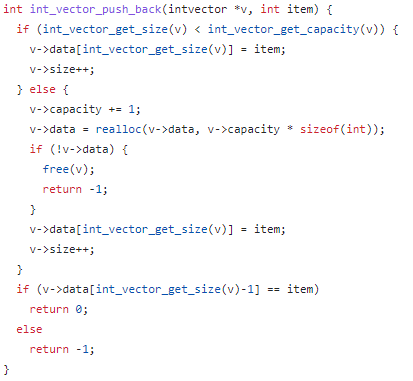 int int_vector_push_back(intvector *v, int item) {
  if (int_vector_get_size(v) < int_vector_get_capacity(v)) {
    v->data[int_vector_get_size(v)] = item;
    v->size++;
  } else {
    v->capacity += 1;
    v->data = realloc(v->data, v->capacity * sizeof(int));
    if (!v->data) {
      free(v);
      return -1;
    }
    v->data[int_vector_get_size(v)] = item;
    v->size++;
  }
  if (v->data[int_vector_get_size(v)-1] == item)
    return 0;
  else
    return -1;
}